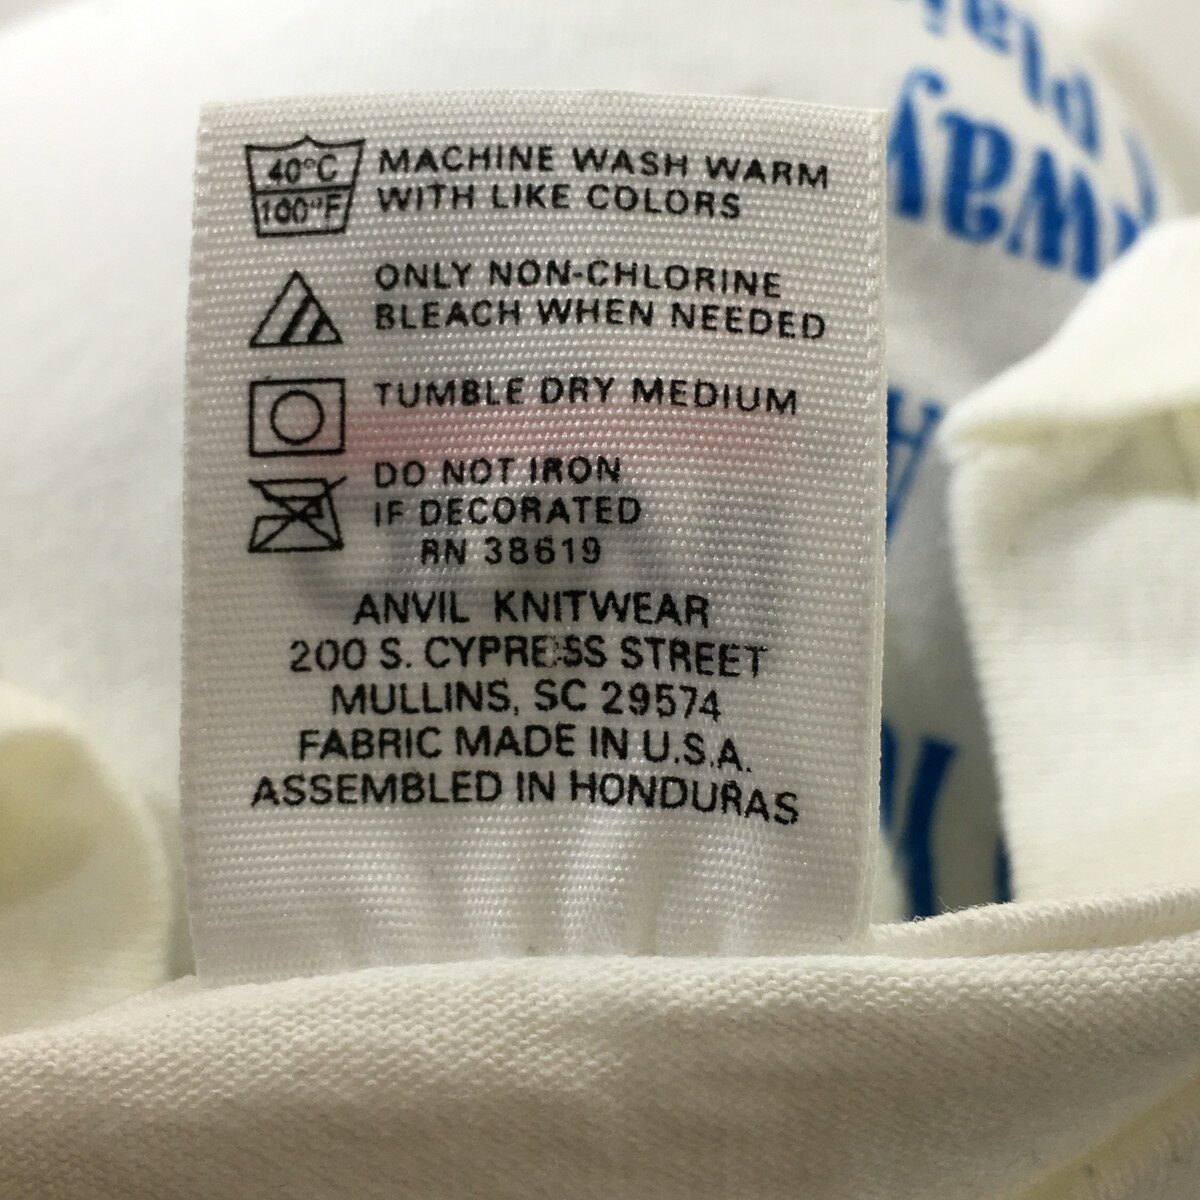 40°C
100°F
MACHINE WASH WARM
WITH LIKE COLORS
ONLY NON-CHLORINE
BLEACH WHEN NEEDED
TUMBLE DRY MEDIUM
DO NOT IRON
IF DECORATED
RN 38619
ANVIL KNITWEAR
200 S. CYPRESS STREET
MULLINS, SC 29574
FABRIC MADE IN U.S.A.
ASSEMBLED IN HONDURAS